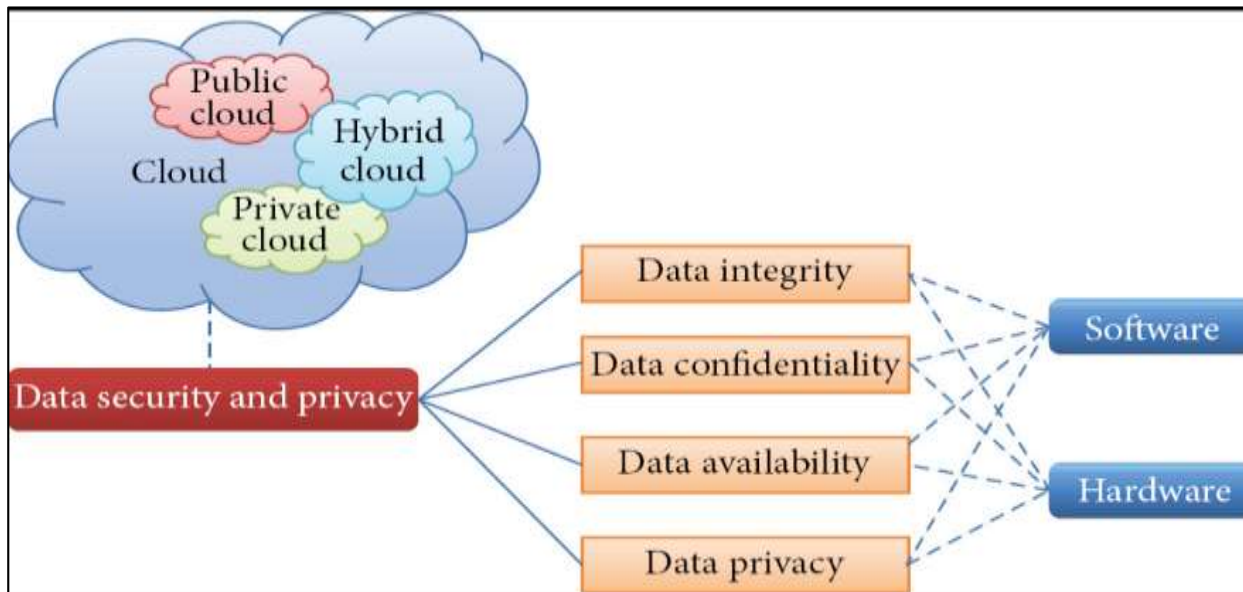 Public
cloud
Hybrid
cloud
Cloud
Private
cloud
Data security and privacy
Data integrity
Data confidentiality
Data availability
Data privacy
Software
Hardware